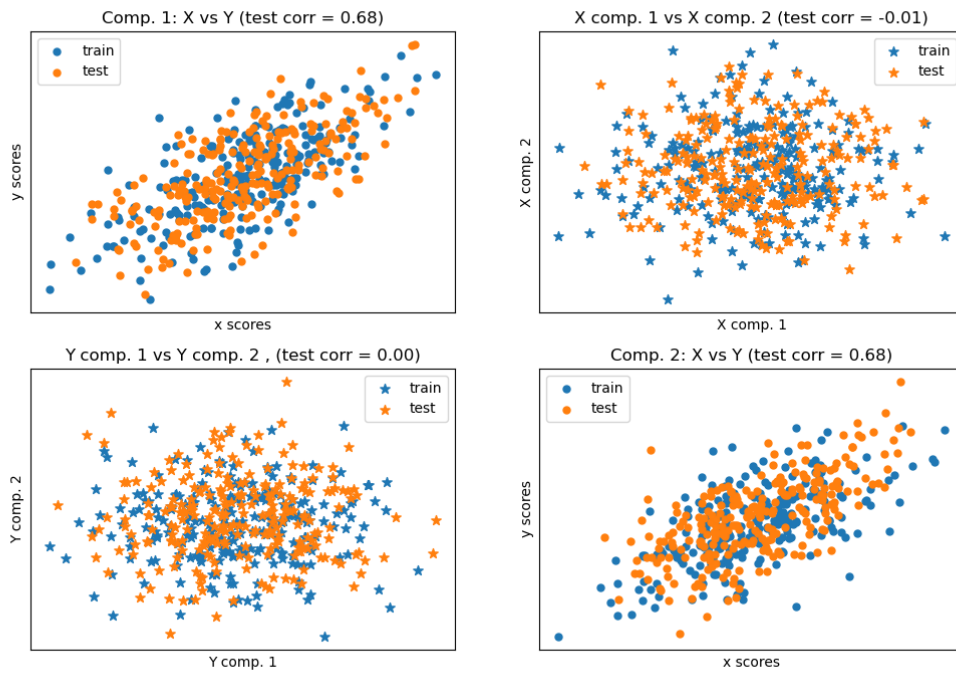 Comp. 1: X vs Y (test corr = 0.68)
train
test
y scores
x scores
X comp. 1 vs X comp. 2 (test corr = -0.01)
train
test
X comp. 2
X comp. 1
Y comp. 1 vs Y comp. 2 , (test corr = 0.00)
train
test
Y comp. 2
Y comp. 1
Comp. 2: X vs Y (test corr = 0.68)
train
test
y scores
x scores